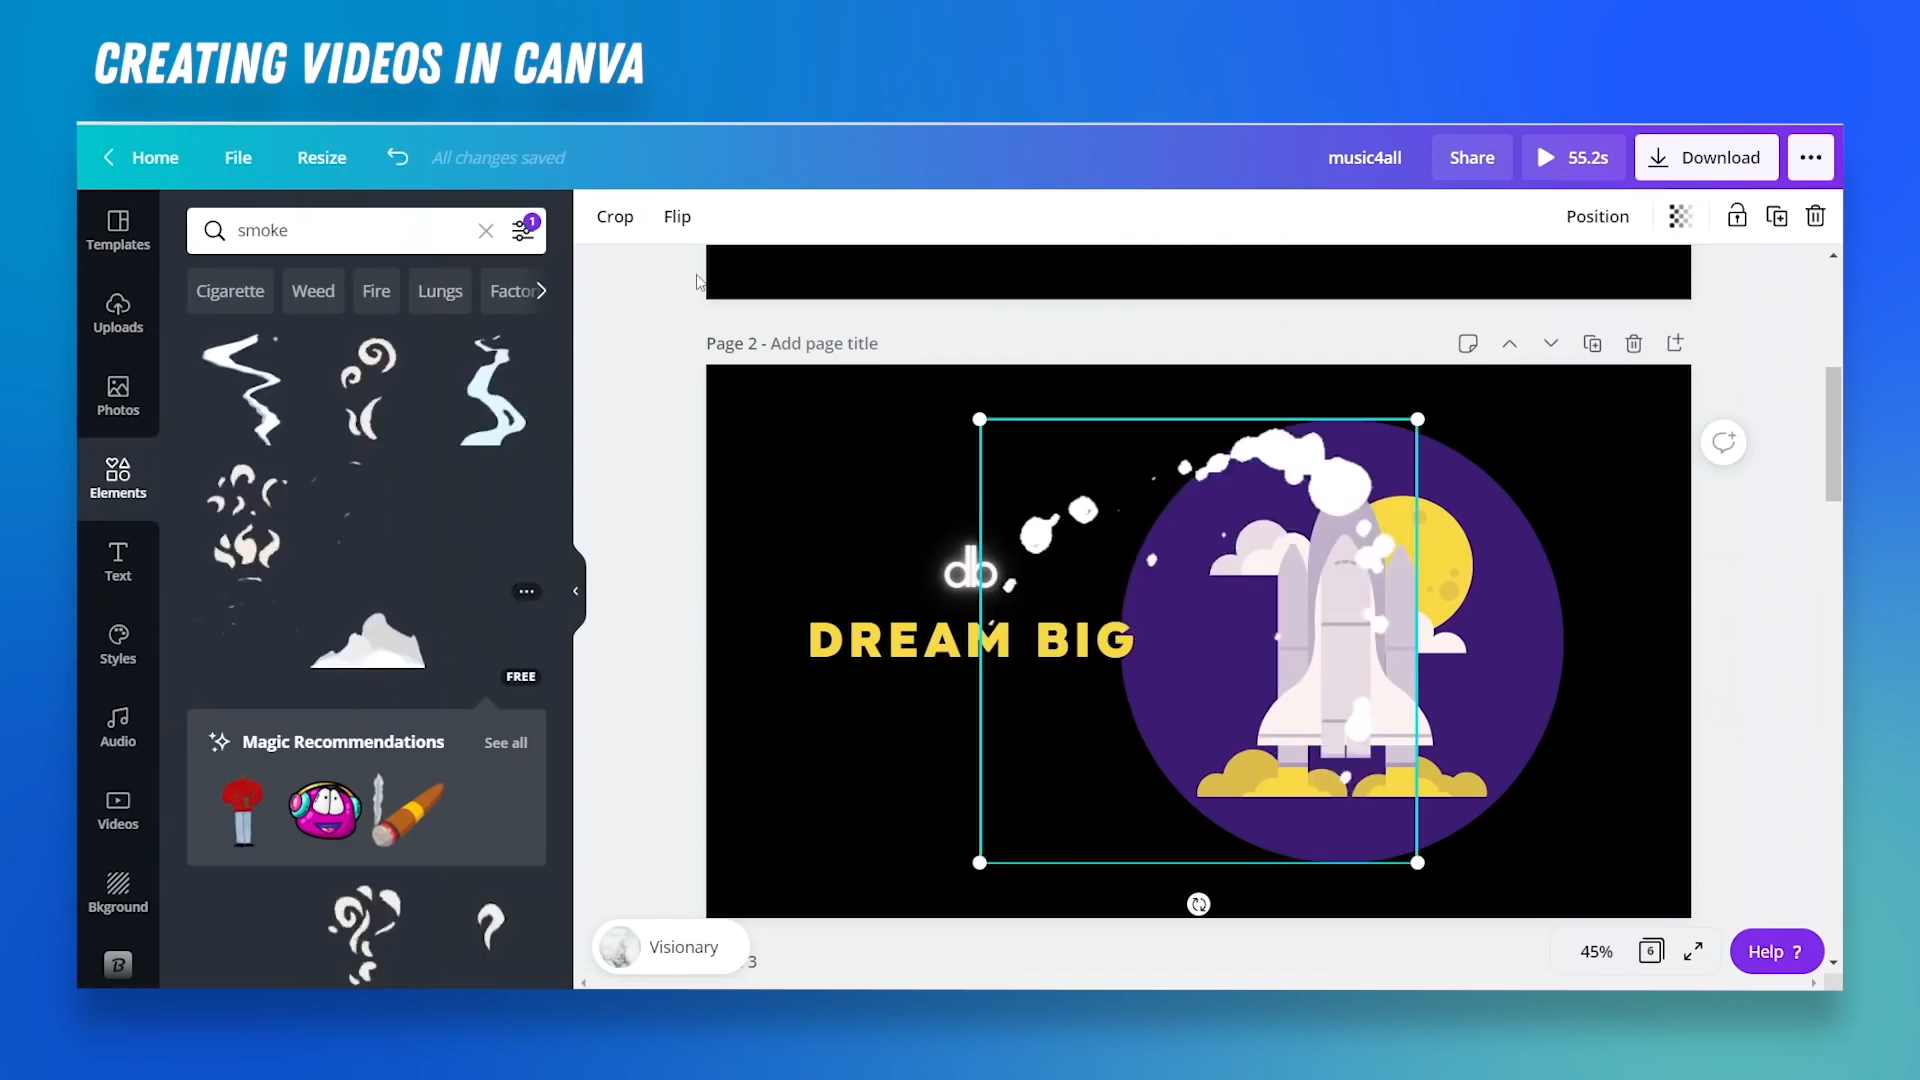 CREATING VIDEOS IN CANVA
Home File Resize All changes saved music4all Share 55.2s Download
Templates
Uploads
Photos
Elements
Text
Styles
Audio
Videos
Bkground
B
smoke
1
Cigarette Weed Fire Lungs Factor
FREE
Magic Recommendations See all
Crop Flip Position
Page 2 - Add page title
db
DREAM BIG
Visionary
3
45% 6 Help ?